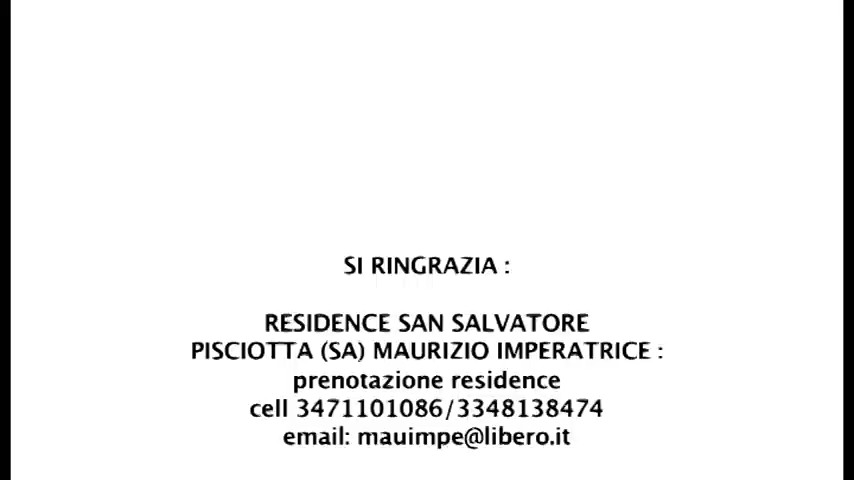 SI RINGRAZIA :
RESIDENCE SAN SALVATORE
PISCIOTTA (SA) MAURIZIO IMPERATRICE :
prenotazione residence
cell 3471101086/3348138474
email: mauimpe@libero.it